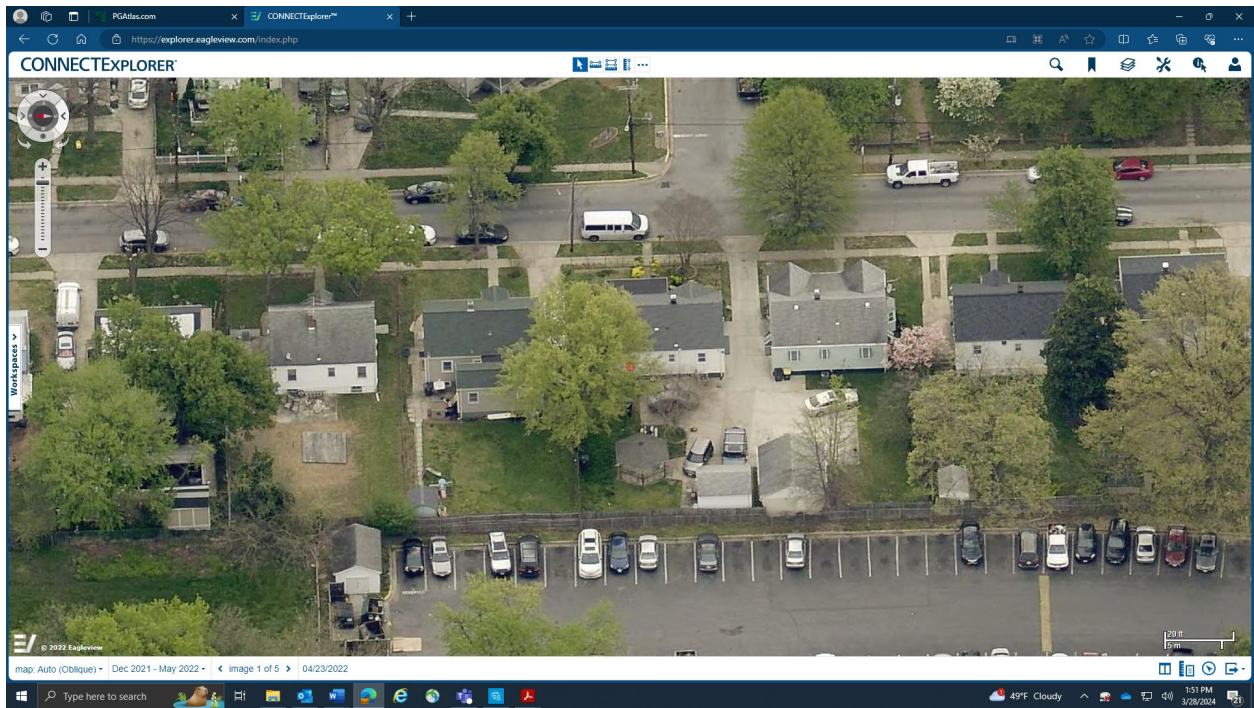 PGAtlas.com
CONNECTExplorer™
https://explorer.eagleview.com/index.php
CONNECTEXPLORER™
Workspaces
© 2022 Eagleview
20 ft
5 m
map: Auto (Oblique)
Dec 2021 - May 2022
image 1 of 5
04/23/2022
Type here to search
49°F Cloudy
1:51 PM
3/28/2024
21